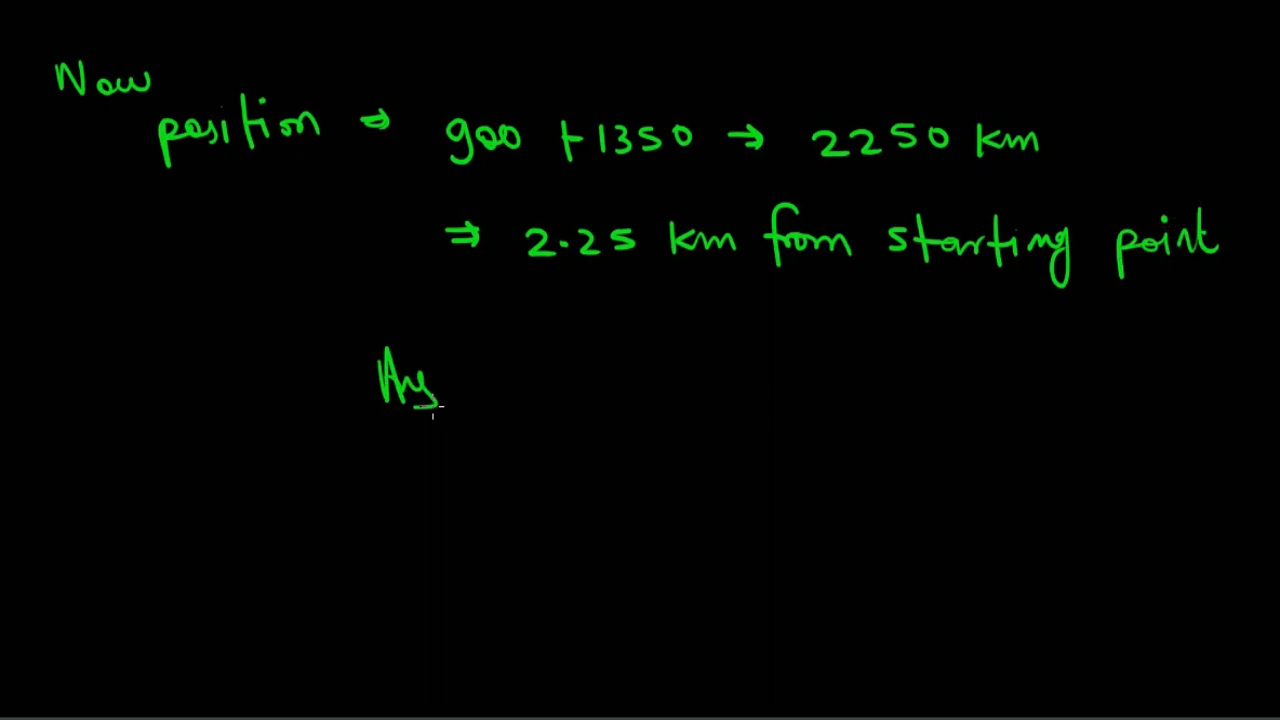 Now
position ⇒ 900 + 1350 → 2250 km
⇒ 2.25 km from starting point
Ans